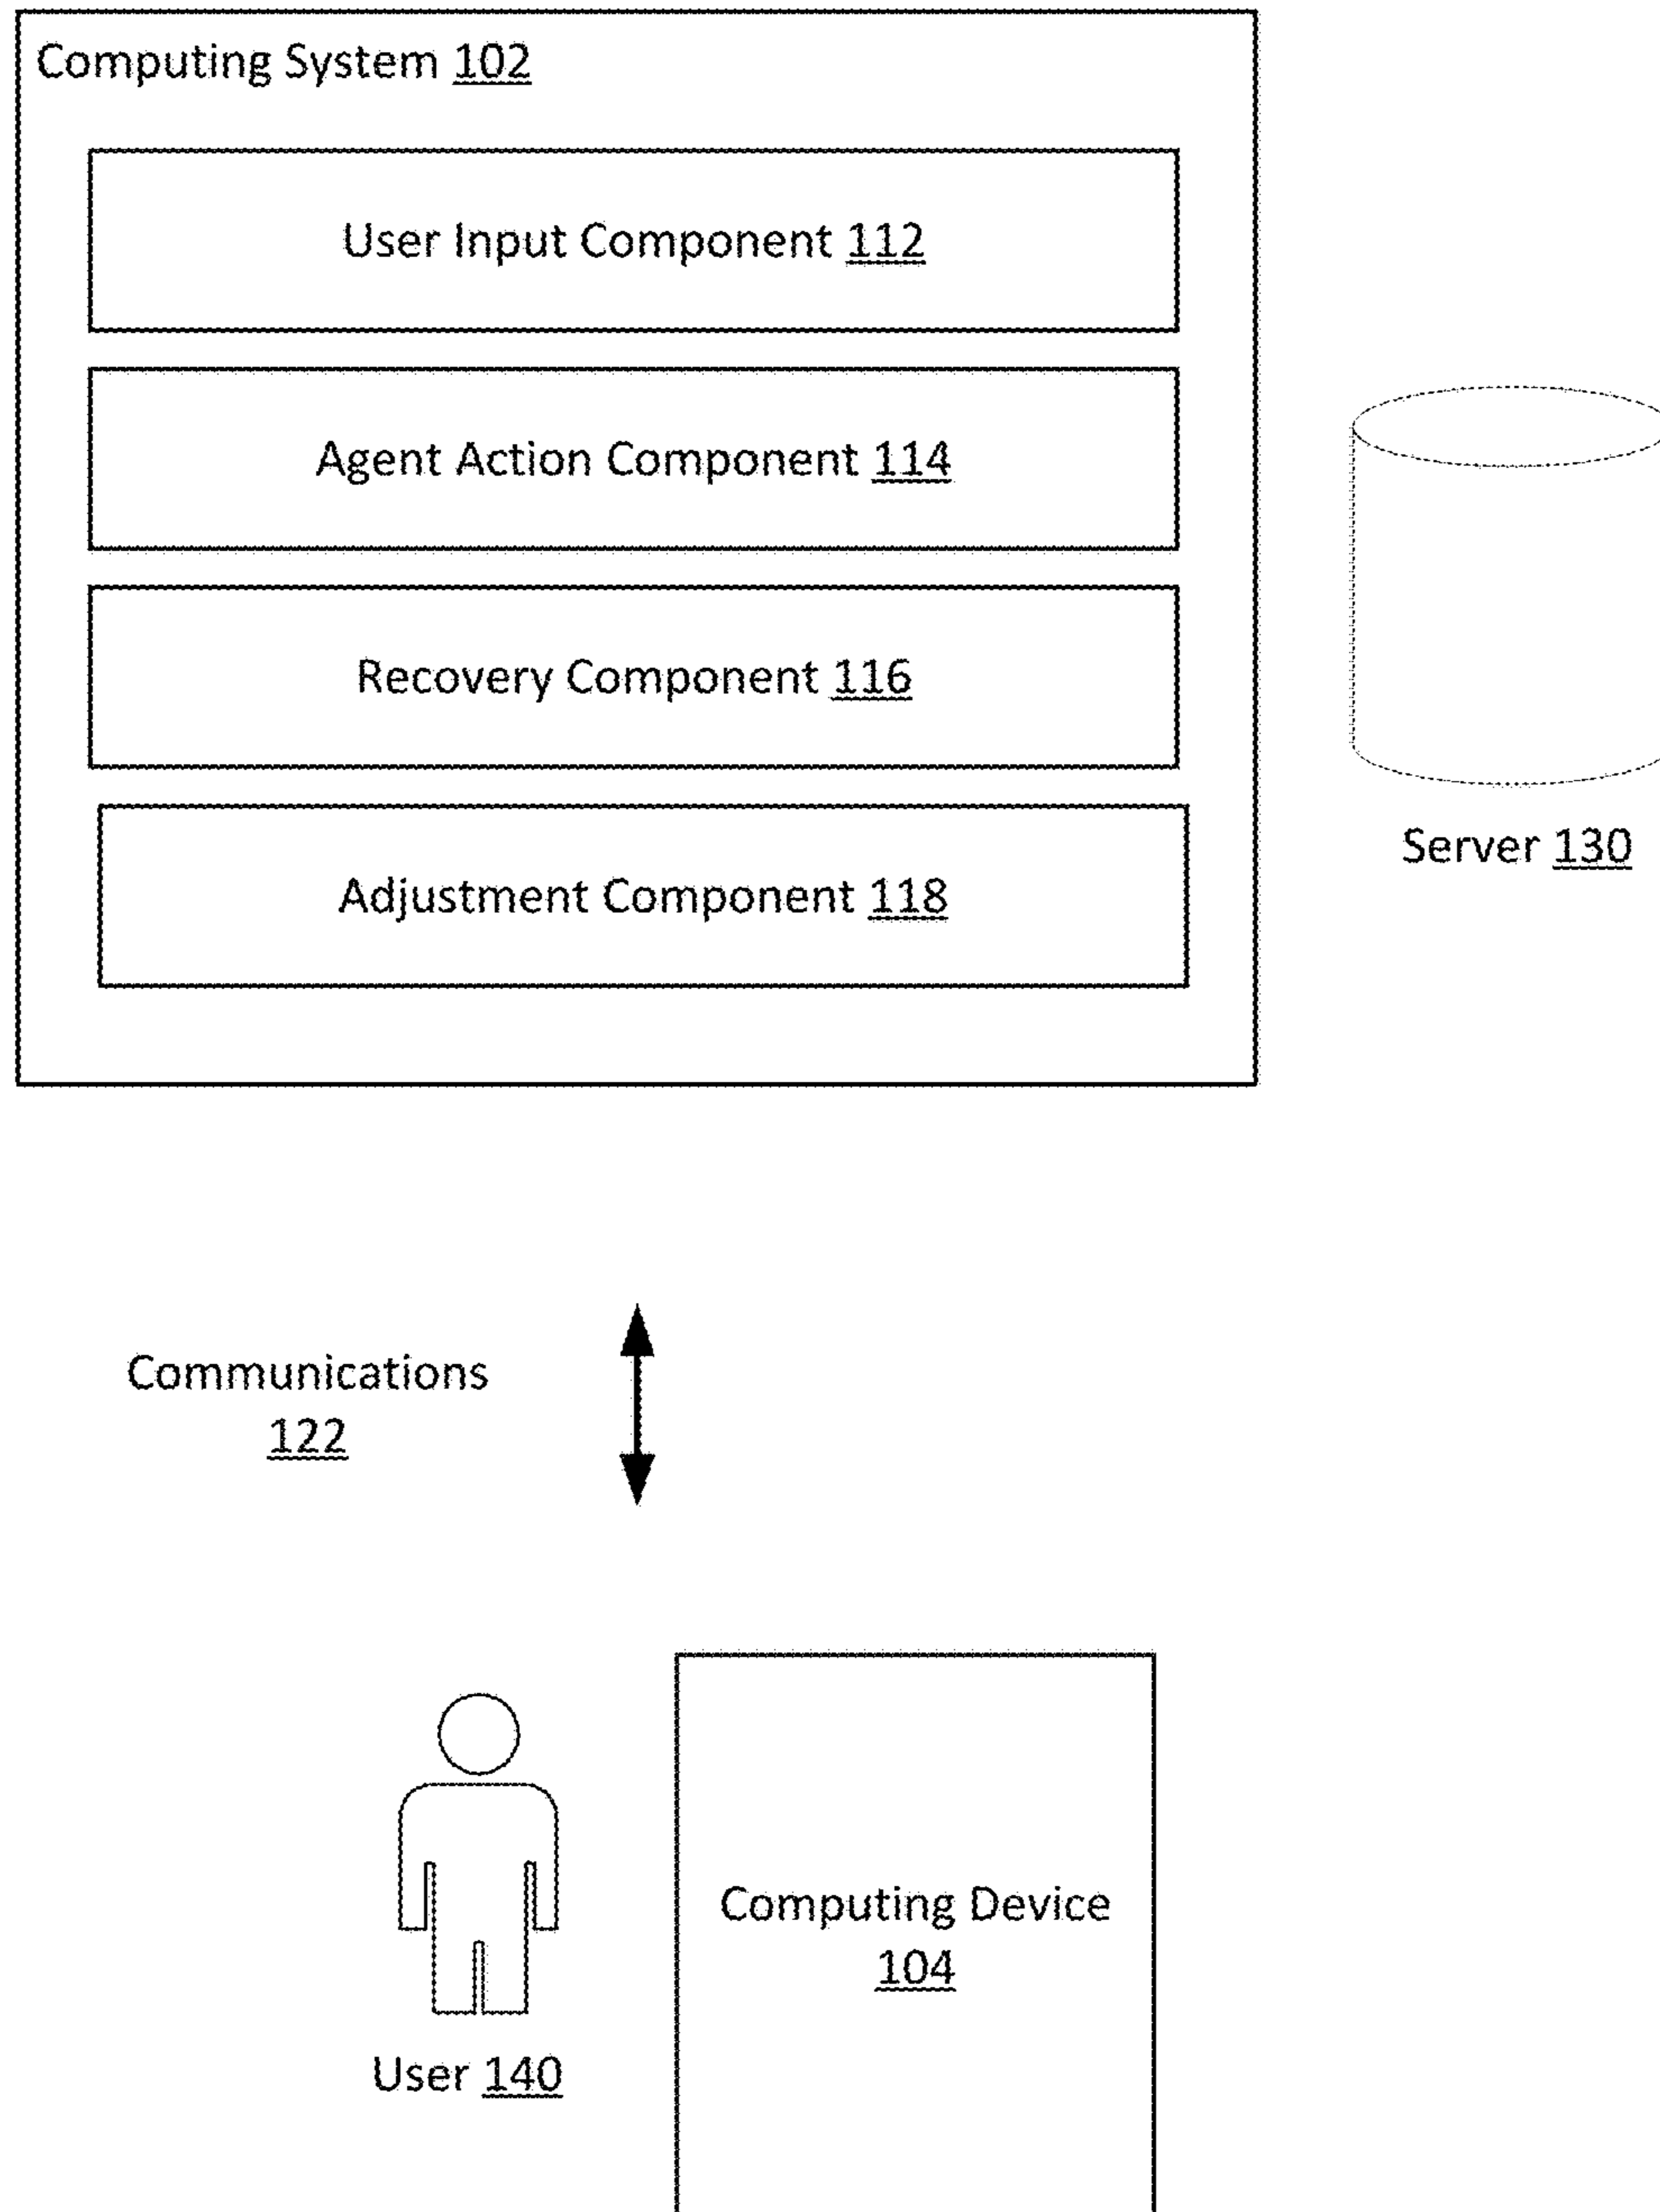 Computing System 102
User Input Component 112
Agent Action Component 114
Recovery Component 116
Adjustment Component 118
Server 130
Communications
122
Computing Device
104
User 140